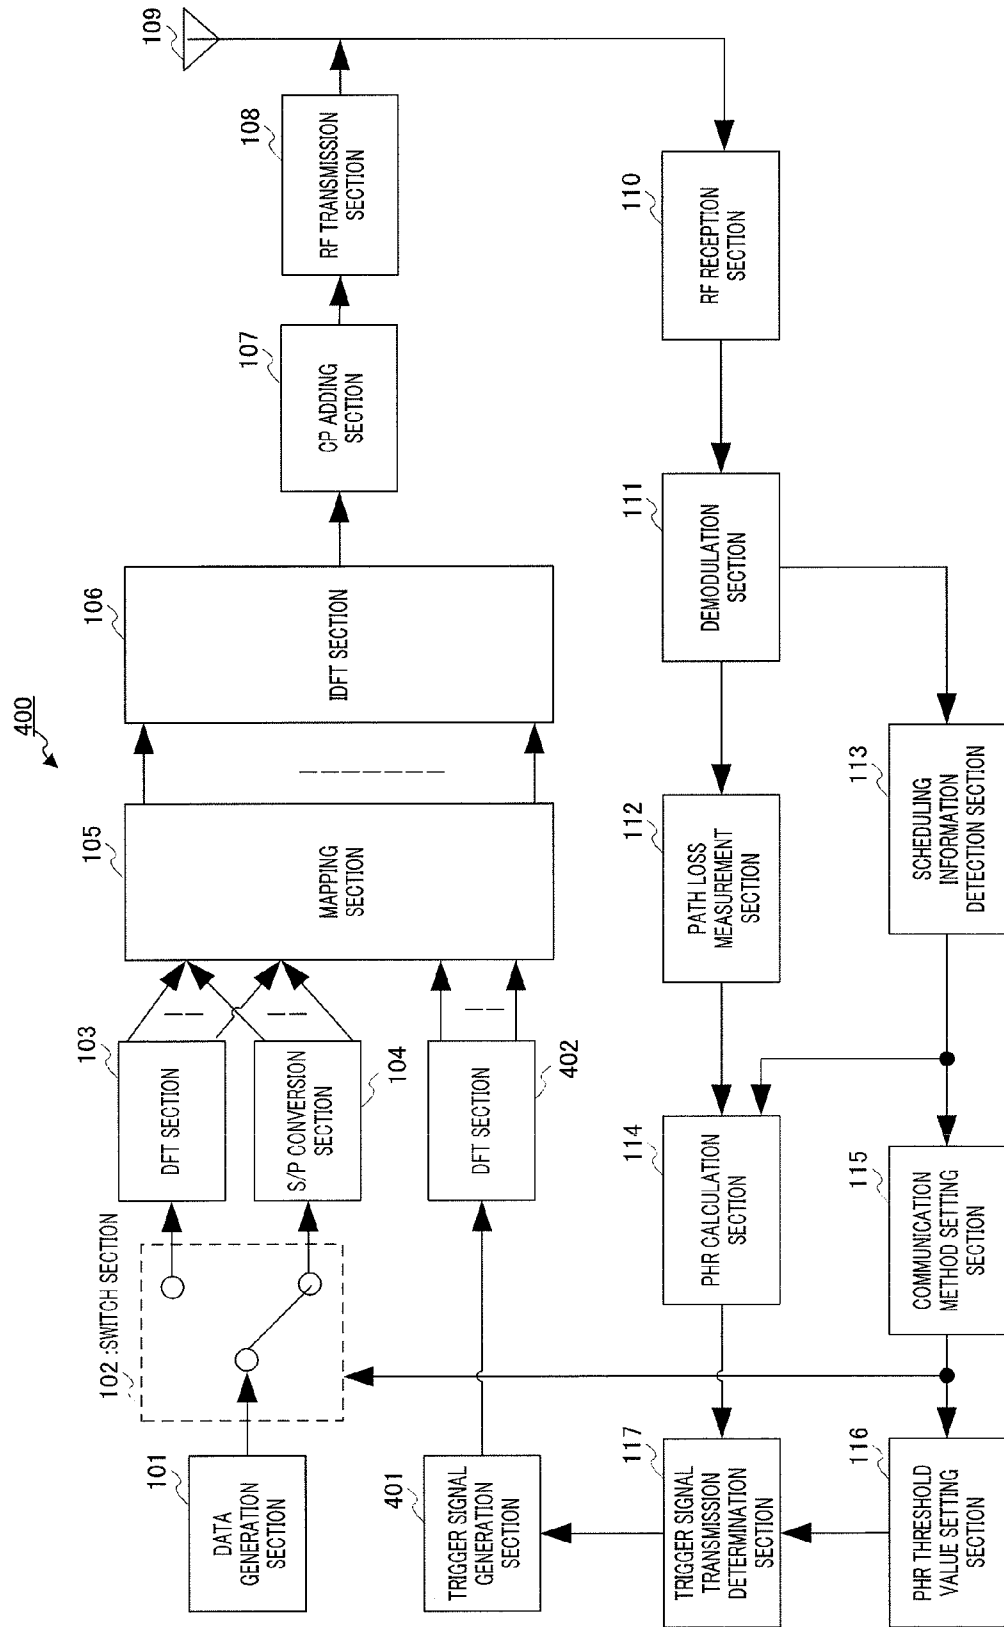 400
101
DATA
GENERATION
SECTION
102 :SWITCH SECTION
103
DFT SECTION
S/P CONVERSION
SECTION
104
105
MAPPING
SECTION
106
IDFT SECTION
107
CP ADDING
SECTION
108
RF TRANSMISSION
SECTION
109
401
TRIGGER SIGNAL
GENERATION
SECTION
DFT SECTION
402
117
TRIGGER SIGNAL
TRANSMISSION
DETERMINATION
SECTION
114
PHR CALCULATION
SECTION
112
PATH LOSS
MEASUREMENT
SECTION
111
DEMODULATION
SECTION
110
RF RECEPTION
SECTION
116
PHR THRESHOLD
VALUE SETTING
SECTION
115
COMMUNICATION
METHOD SETTING
SECTION
113
SCHEDULING
INFORMATION
DETECTION SECTION